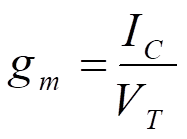 g_m = I_C / V_T